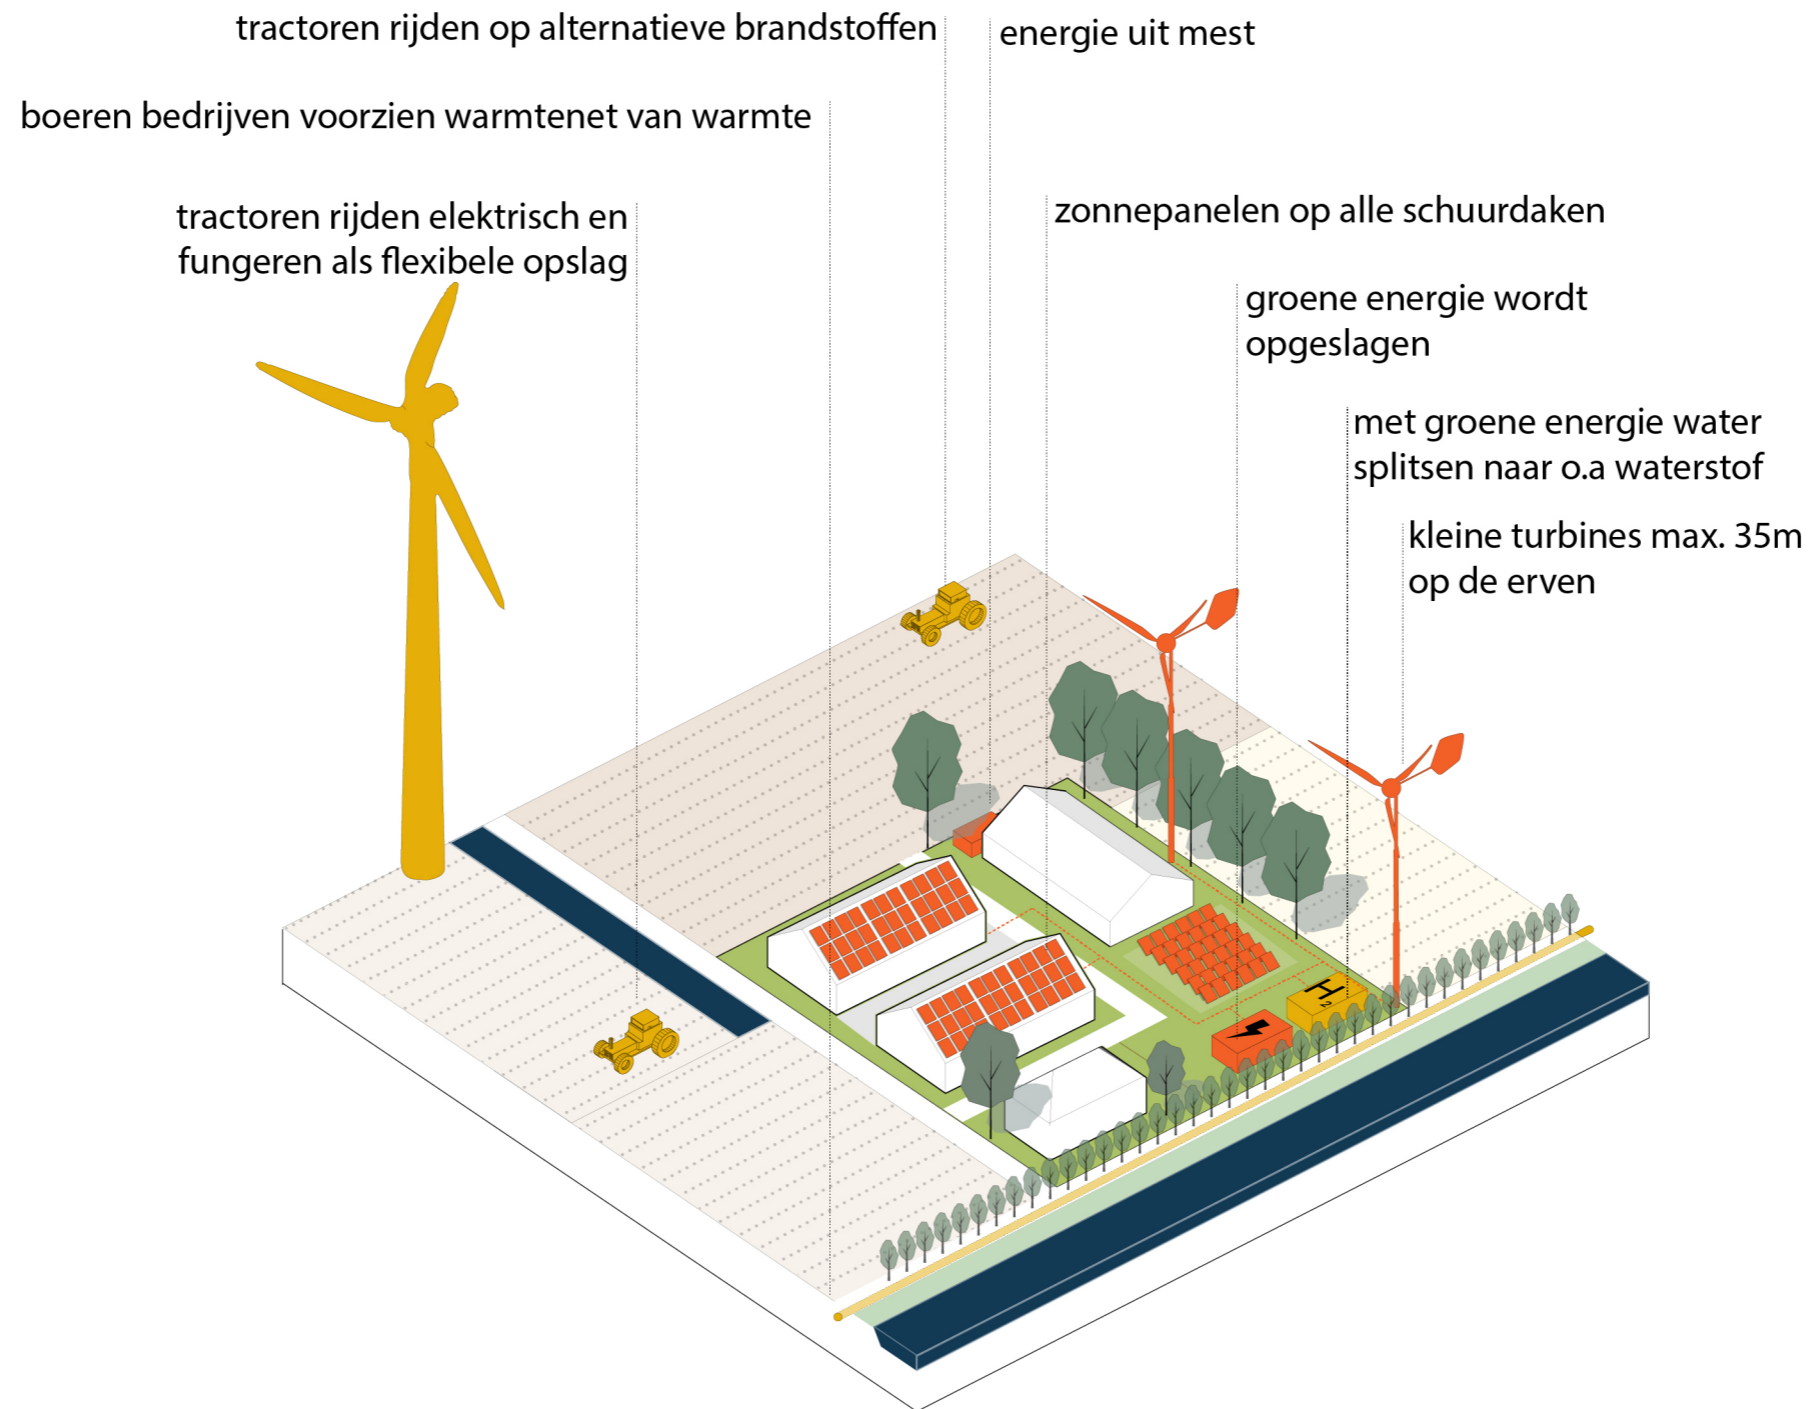 tractoren rijden op alternatieve brandstoffen
energie uit mest
boeren bedrijven voorzien warmtenet van warmte
tractoren rijden elektrisch en
fungeren als flexibele opslag
zonnepanelen op alle schuurdaken
groene energie wordt
opgeslagen
met groene energie water
splitsen naar o.a waterstof
kleine turbines max. 35m
op de erven
H2